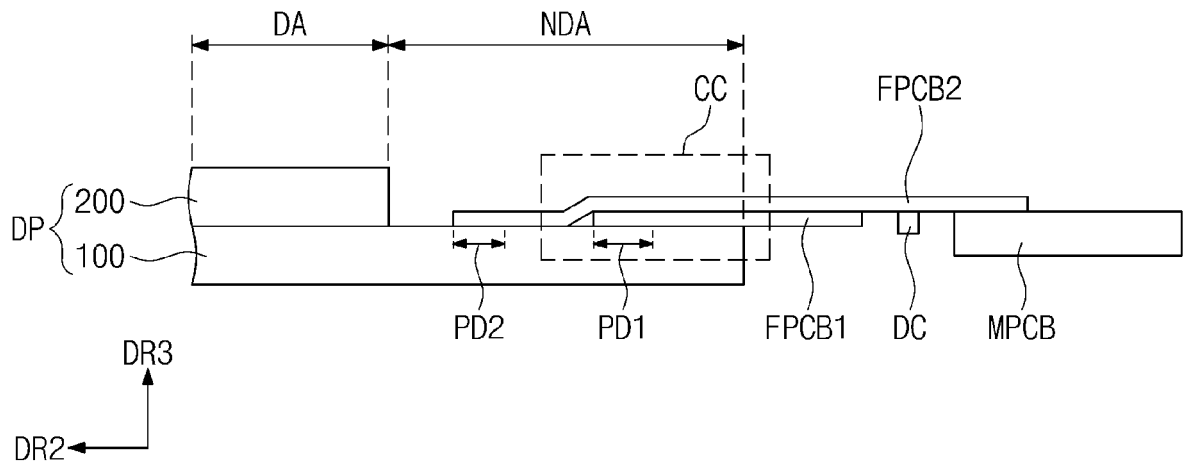 DA
NDA
CC
FPCB2
DP
200
100
PD2
PD1
FPCB1
DC
MPCB
DR3
DR2